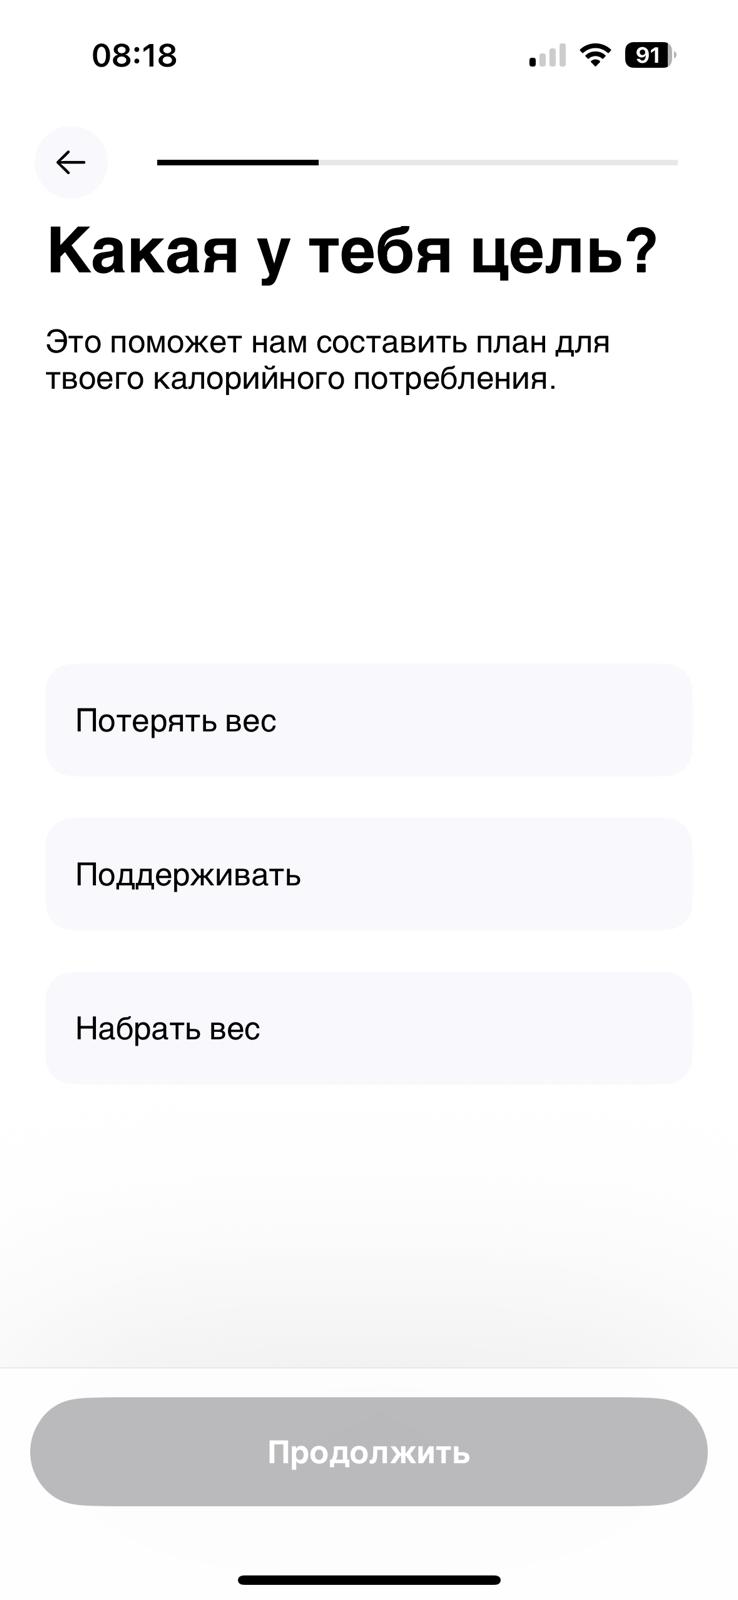 08:18
91
Какая у тебя цель?
Это поможет нам составить план для
твоего калорийного потребления.
Потерять вес
Поддерживать
Набрать вес
Продолжить